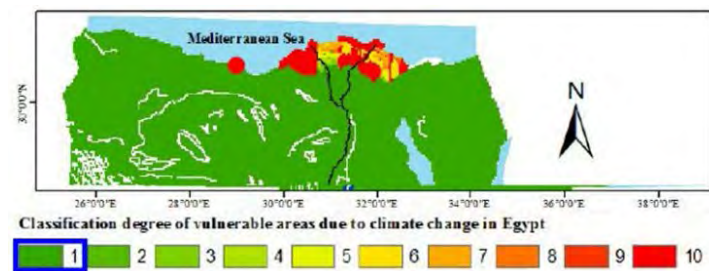 Mediterranean Sea
30°0'0"N
N
26°0'0"E 28°0'0"E 30°0'0"E 32°0'0"E 34°0'0"E 36°0'0"E 38°0'0"E
Classification degree of vulnerable areas due to climate change in Egypt
1 2 3 4 5 6 7 8 9 10